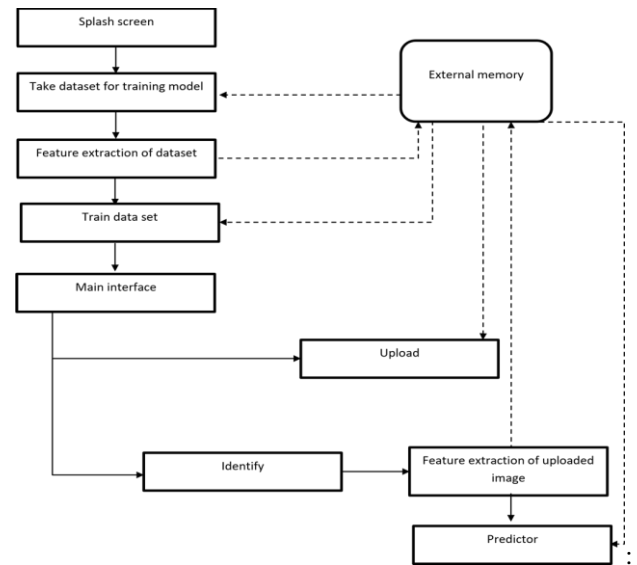 Splash screen
Take dataset for training model
External memory
Feature extraction of dataset
Train data set
Main interface
Upload
Identify
Feature extraction of uploaded
image
Predictor
: